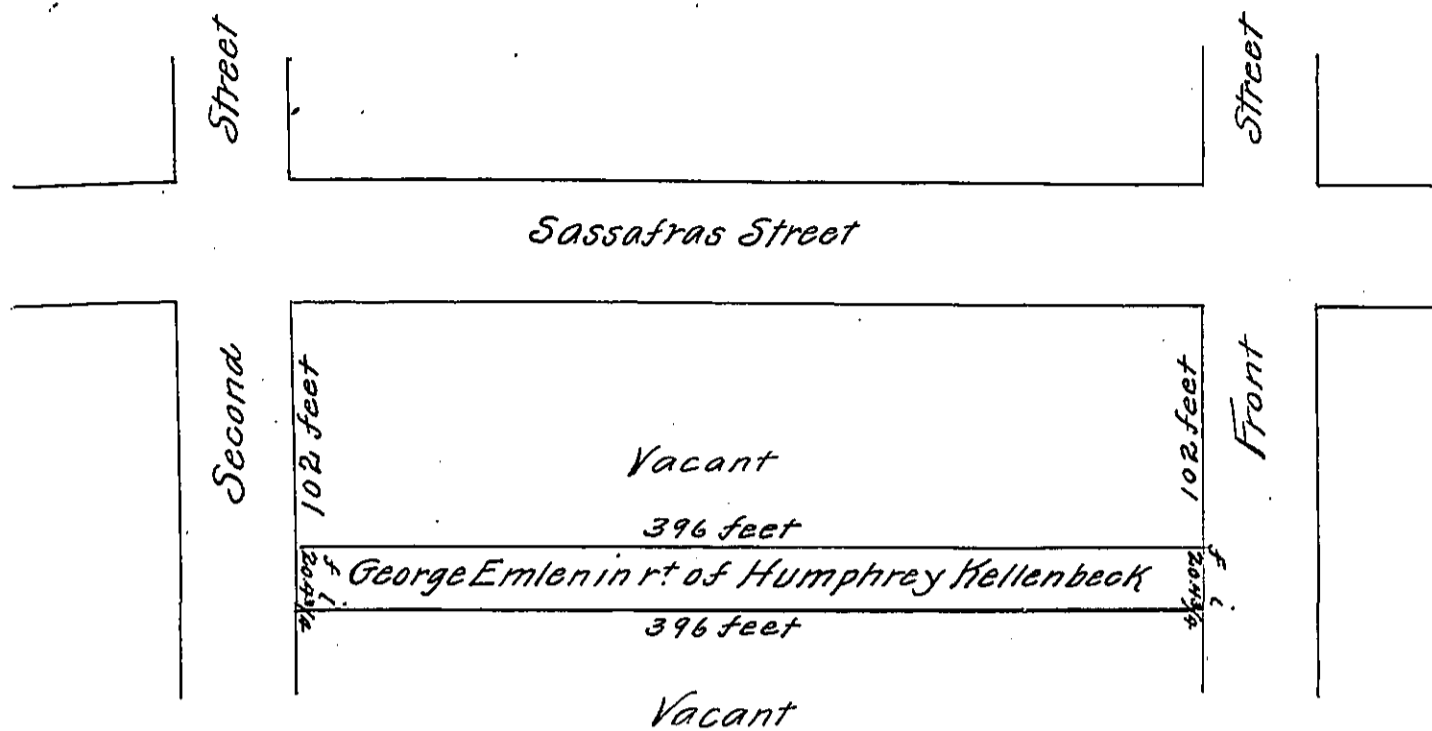 Street
Street
Sassafras Street
Second
Front
102 feet
102 feet
Vacant
396 feet
George Emlen in rt. of Humphrey Kellenbeck
396 feet
Vacant